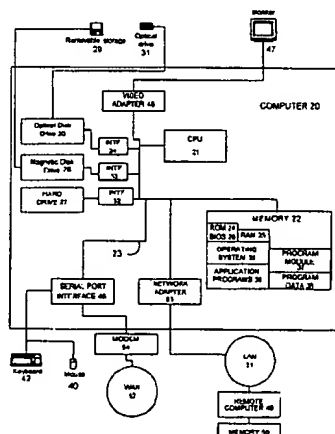 Removable storage
29
Optical
drive
31
Monitor
47
VIDEO
ADAPTER 48
COMPUTER 20
Optical Disk
Drive 30
INTF
34
CPU
21
Magnetic Disk
Drive 28
INTF
33
HARD
DRIVE 27
INTF
32
MEMORY 22
ROM 24
BIOS 26
RAM 25
OPERATING
SYSTEM 35
PROGRAM
MODULE
37
APPLICATION
PROGRAMS 36
PROGRAM
DATA 38
23
SERIAL PORT
INTERFACE 46
NETWORK
ADAPTER
53
MODEM
54
Keyboard
42
Mouse
40
WAN
52
LAN
51
REMOTE
COMPUTER 49
MEMORY 50